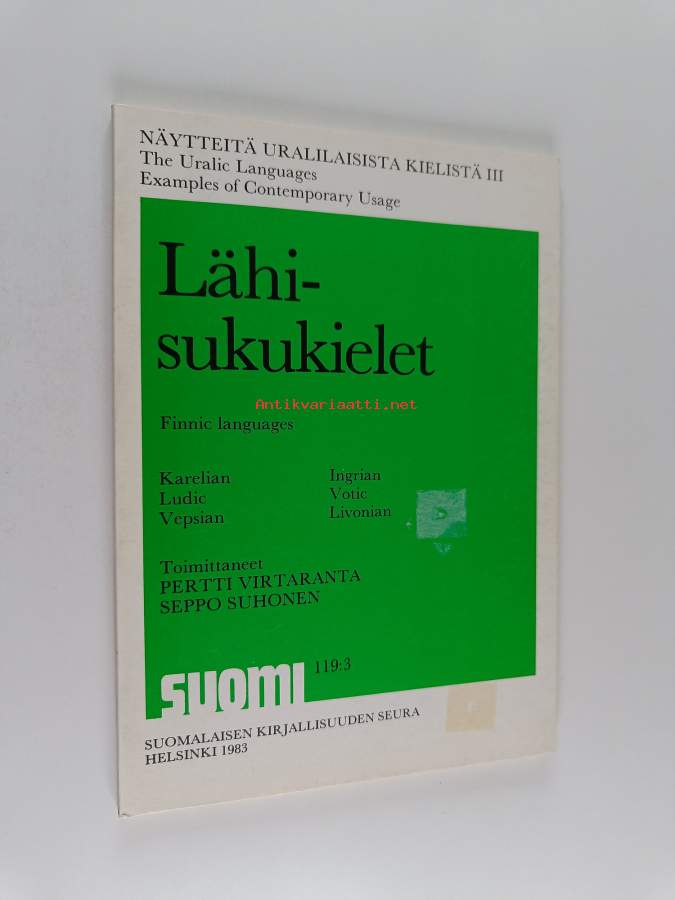 NÄYTTEITÄ URALILAISISTA KIELISTÄ III
The Uralic Languages
Examples of Contemporary Usage
Lähi-
sukukielet
Antikvariaatti.net
Finnic languages
Karelian
Ludic
Vepsian
Ingrian
Votic
Livonian
Toimittaneet
PERTTI VIRTARANTA
SEPPO SUHONEN
SUOMI 119:3
SUOMALAISEN KIRJALLISUUDEN SEURA
HELSINKI 1983